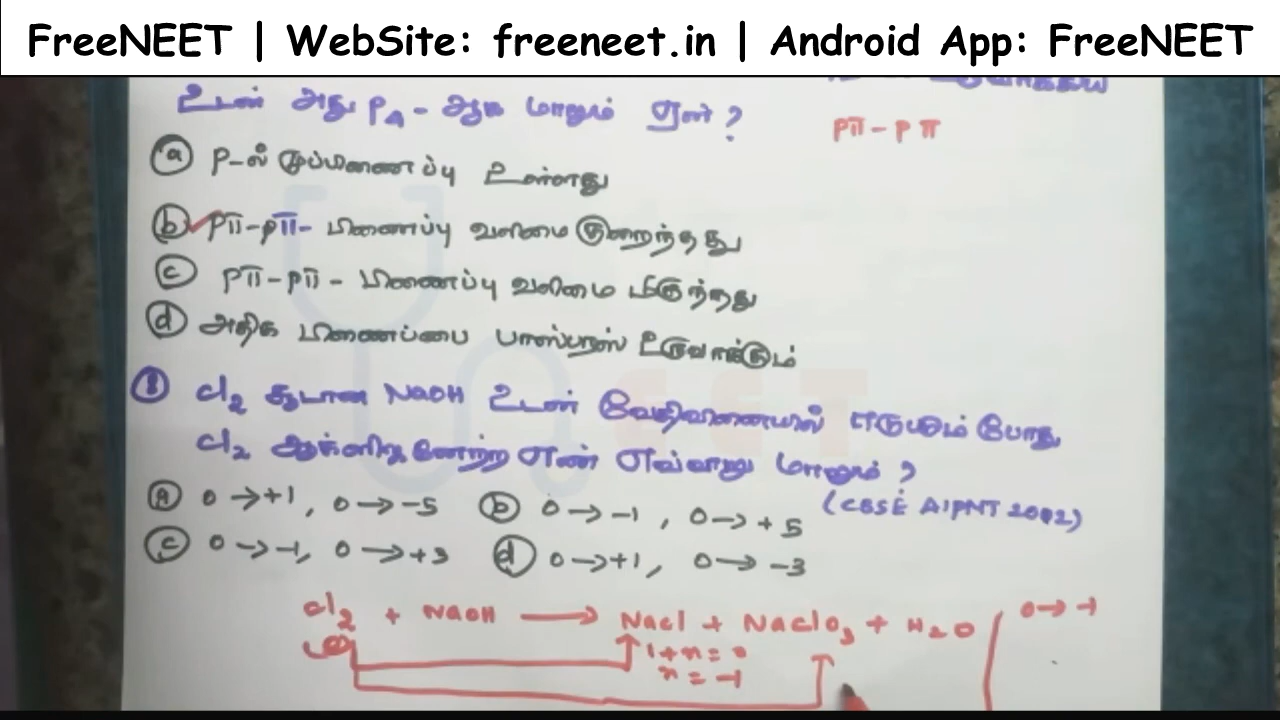 FreeNEET | WebSite: freeneet.in | Android App: FreeNEET
உடன் அது P₄ - ஆக மாறும் ஏன்?
pπ - pπ
(a) P-ல் முப்பிணைப்பு உள்ளது
(b) pπ-pπ- பிணைப்பு வலிமை குறைந்தது
(c) pπ-pπ - பிணைப்பு வலிமை மிகுந்தது
(d) அதிக பிணைப்பை பாஸ்பரஸ் உருவாக்கும்
(8) Cl₂ சூடான NaOH உடன் வேதிவினையில் ஈடுபடும் போது
Cl₂ ஆக்ஸிஜனேற்ற எண் எவ்வாறு மாறும்?
(CBSE AIPMT 2012)
(a) 0 → +1, 0 → -5 (b) 0 → -1, 0 → +5
(c) 0 → -1, 0 → +3 (d) 0 → +1, 0 → -3
Cl₂ + NaOH → NaCl + NaClO₃ + H₂O
0 → -1
1 + x = 0
x = -1